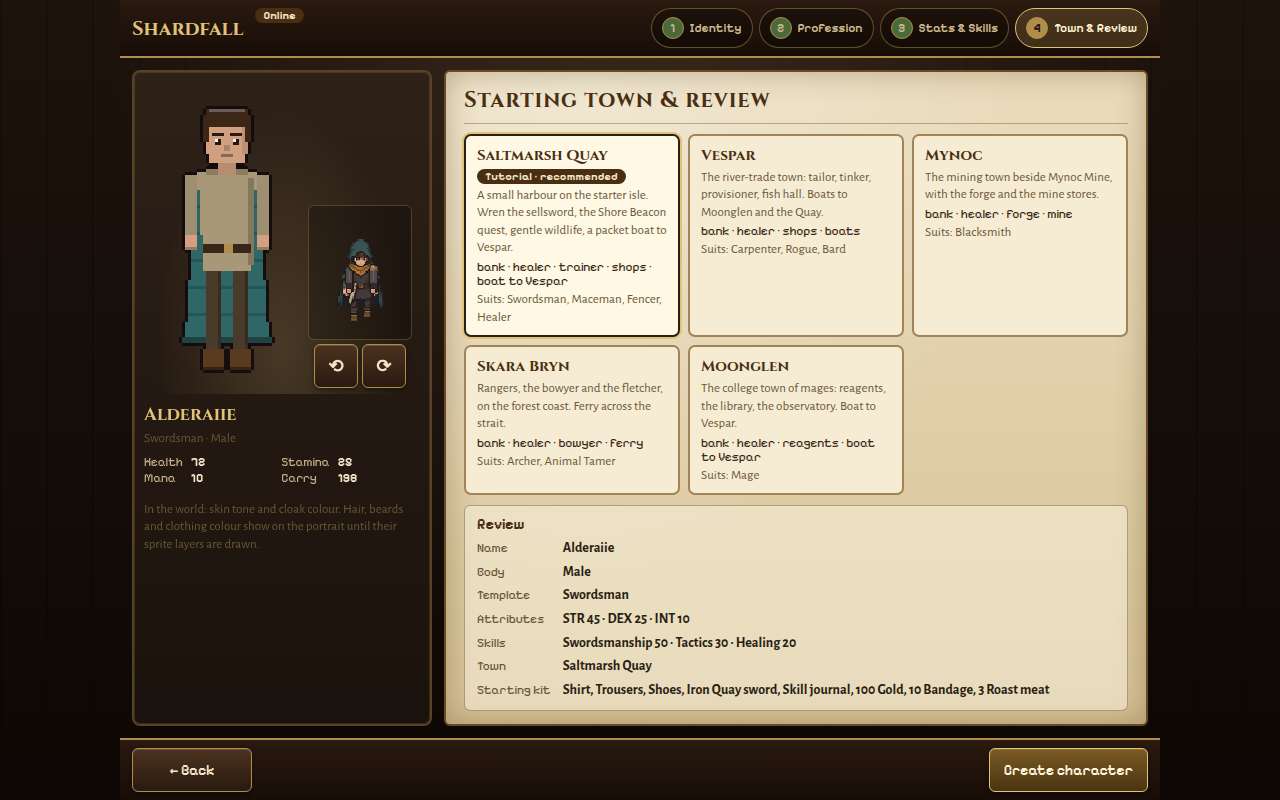 SHARDFALL
Online
1 Identity
2 Profession
3 Stats & Skills
4 Town & Review
STARTING TOWN & REVIEW
SALTMARSH QUAY
Tutorial · recommended
A small harbour on the starter isle.
Wren the sellsword, the Shore Beacon
quest, gentle wildlife, a packet boat to
Vespar.
bank · healer · trainer · shops ·
boat to Vespar
Suits: Swordsman, Maceman, Fencer,
Healer
VESPAR
The river-trade town: tailor, tinker,
provisioner, fish hall. Boats to
Moonglen and the Quay.
bank · healer · shops · boats
Suits: Carpenter, Rogue, Bard
MYNOC
The mining town beside Mynoc Mine,
with the forge and the mine stores.
bank · healer · forge · mine
Suits: Blacksmith
SKARA BRYN
Rangers, the bowyer and the fletcher,
on the forest coast. Ferry across the
strait.
bank · healer · bowyer · ferry
Suits: Archer, Animal Tamer
MOONGLEN
The college town of mages: reagents,
the library, the observatory. Boat to
Vespar.
bank · healer · reagents · boat
to Vespar
Suits: Mage
⟲
⟳
ALDERAIIE
Swordsman · Male
Health 72
Stamina 28
Mana 10
Carry 198
In the world: skin tone and cloak colour. Hair, beards
and clothing colour show on the portrait until their
sprite layers are drawn.
Review
Name Alderaiie
Body Male
Template Swordsman
Attributes STR 45 · DEX 25 · INT 10
Skills Swordsmanship 50 · Tactics 30 · Healing 20
Town Saltmarsh Quay
Starting kit Shirt, Trousers, Shoes, Iron Quay sword, Skill journal, 100 Gold, 10 Bandage, 3 Roast meat
← Back
Create character